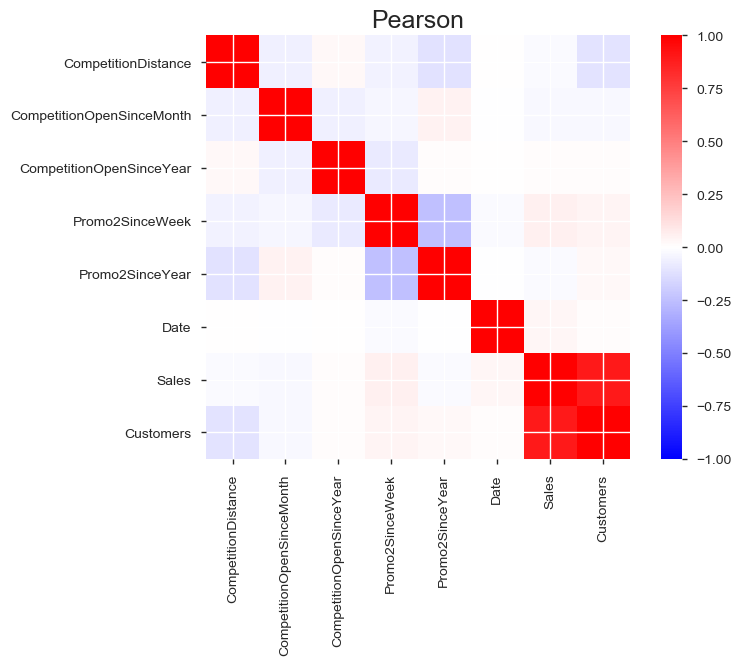 Pearson
CompetitionDistance
CompetitionOpenSinceMonth
CompetitionOpenSinceYear
Promo2SinceWeek
Promo2SinceYear
Date
Sales
Customers
CompetitionDistance
CompetitionOpenSinceMonth
CompetitionOpenSinceYear
Promo2SinceWeek
Promo2SinceYear
Date
Sales
Customers
1.00
0.75
0.50
0.25
0.00
−0.25
−0.50
−0.75
−1.00